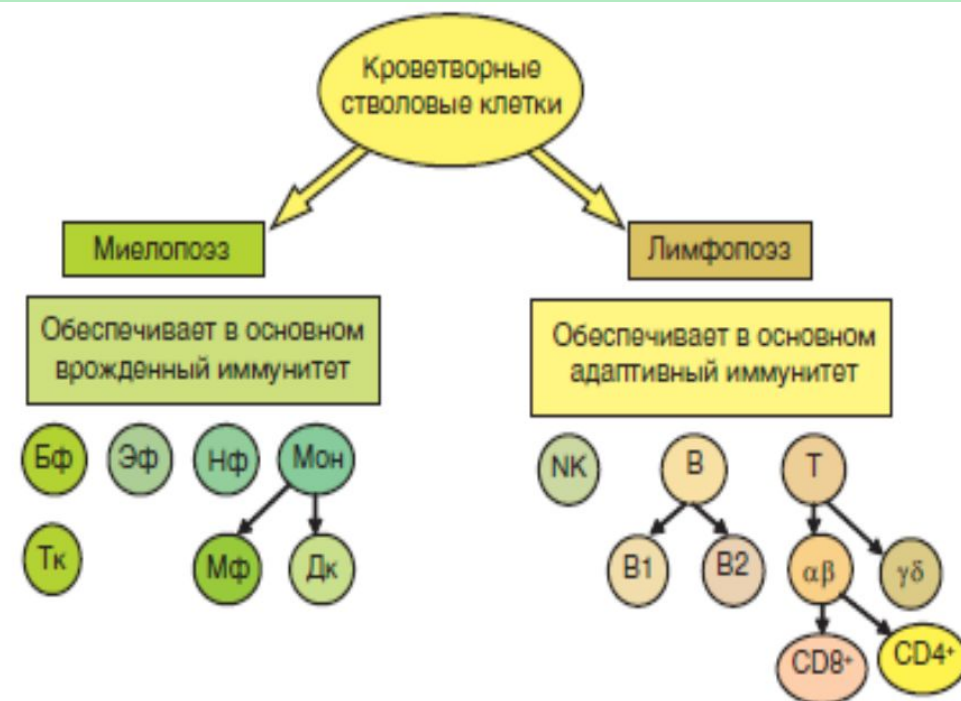 Кроветворные
стволовые клетки
Миелопоэз
Лимфопоэз
Обеспечивает в основном
врожденный иммунитет
Обеспечивает в основном
адаптивный иммунитет
Бф
Эф
Нф
Мон
NK
B
T
Тк
Мф
Дк
B1
B2
αβ
γδ
CD8⁺
CD4⁺